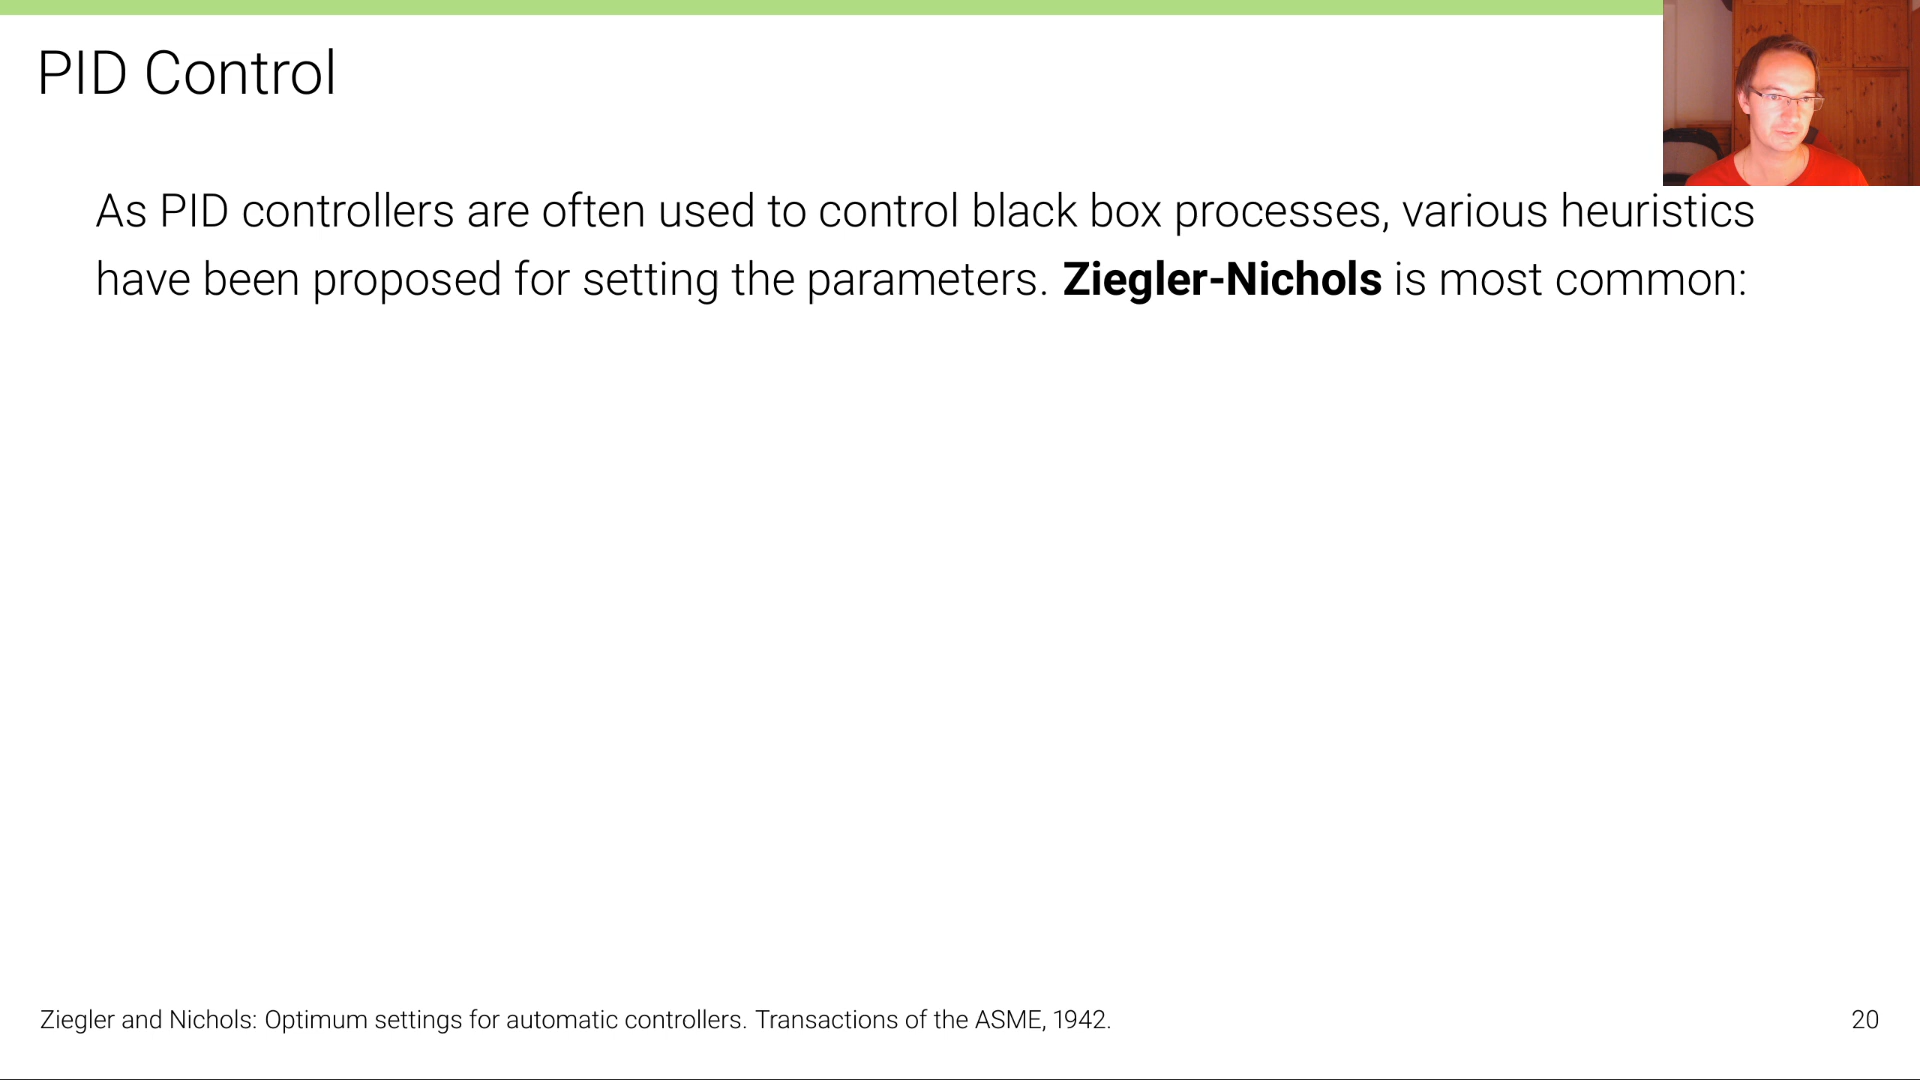 PID Control
As PID controllers are often used to control black box processes, various heuristics
have been proposed for setting the parameters. Ziegler-Nichols is most common:
Ziegler and Nichols: Optimum settings for automatic controllers. Transactions of the ASME, 1942.
20